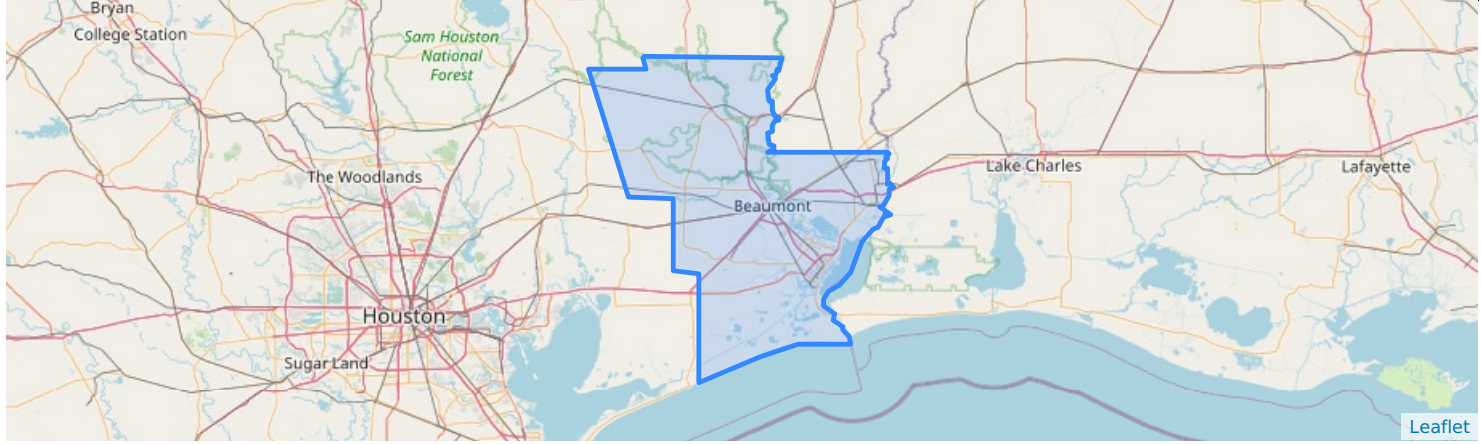 Bryan
College Station
Sam Houston
National
Forest
The Woodlands
Lake Charles
Lafayette
Beaumont
Houston
Sugar Land
Leaflet